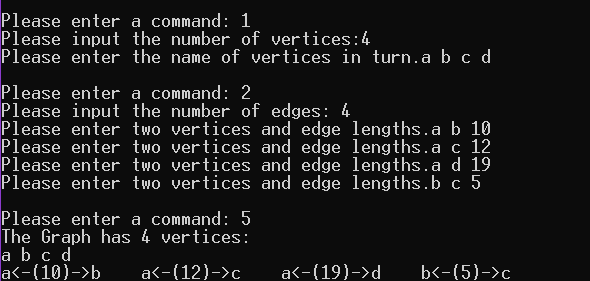 Please enter a command: 1
Please input the number of vertices:4
Please enter the name of vertices in turn.a b c d
Please enter a command: 2
Please input the number of edges: 4
Please enter two vertices and edge lengths.a b 10
Please enter two vertices and edge lengths.a c 12
Please enter two vertices and edge lengths.a d 19
Please enter two vertices and edge lengths.b c 5
Please enter a command: 5
The Graph has 4 vertices:
a b c d
a<-(10)->b    a<-(12)->c    a<-(19)->d    b<-(5)->c